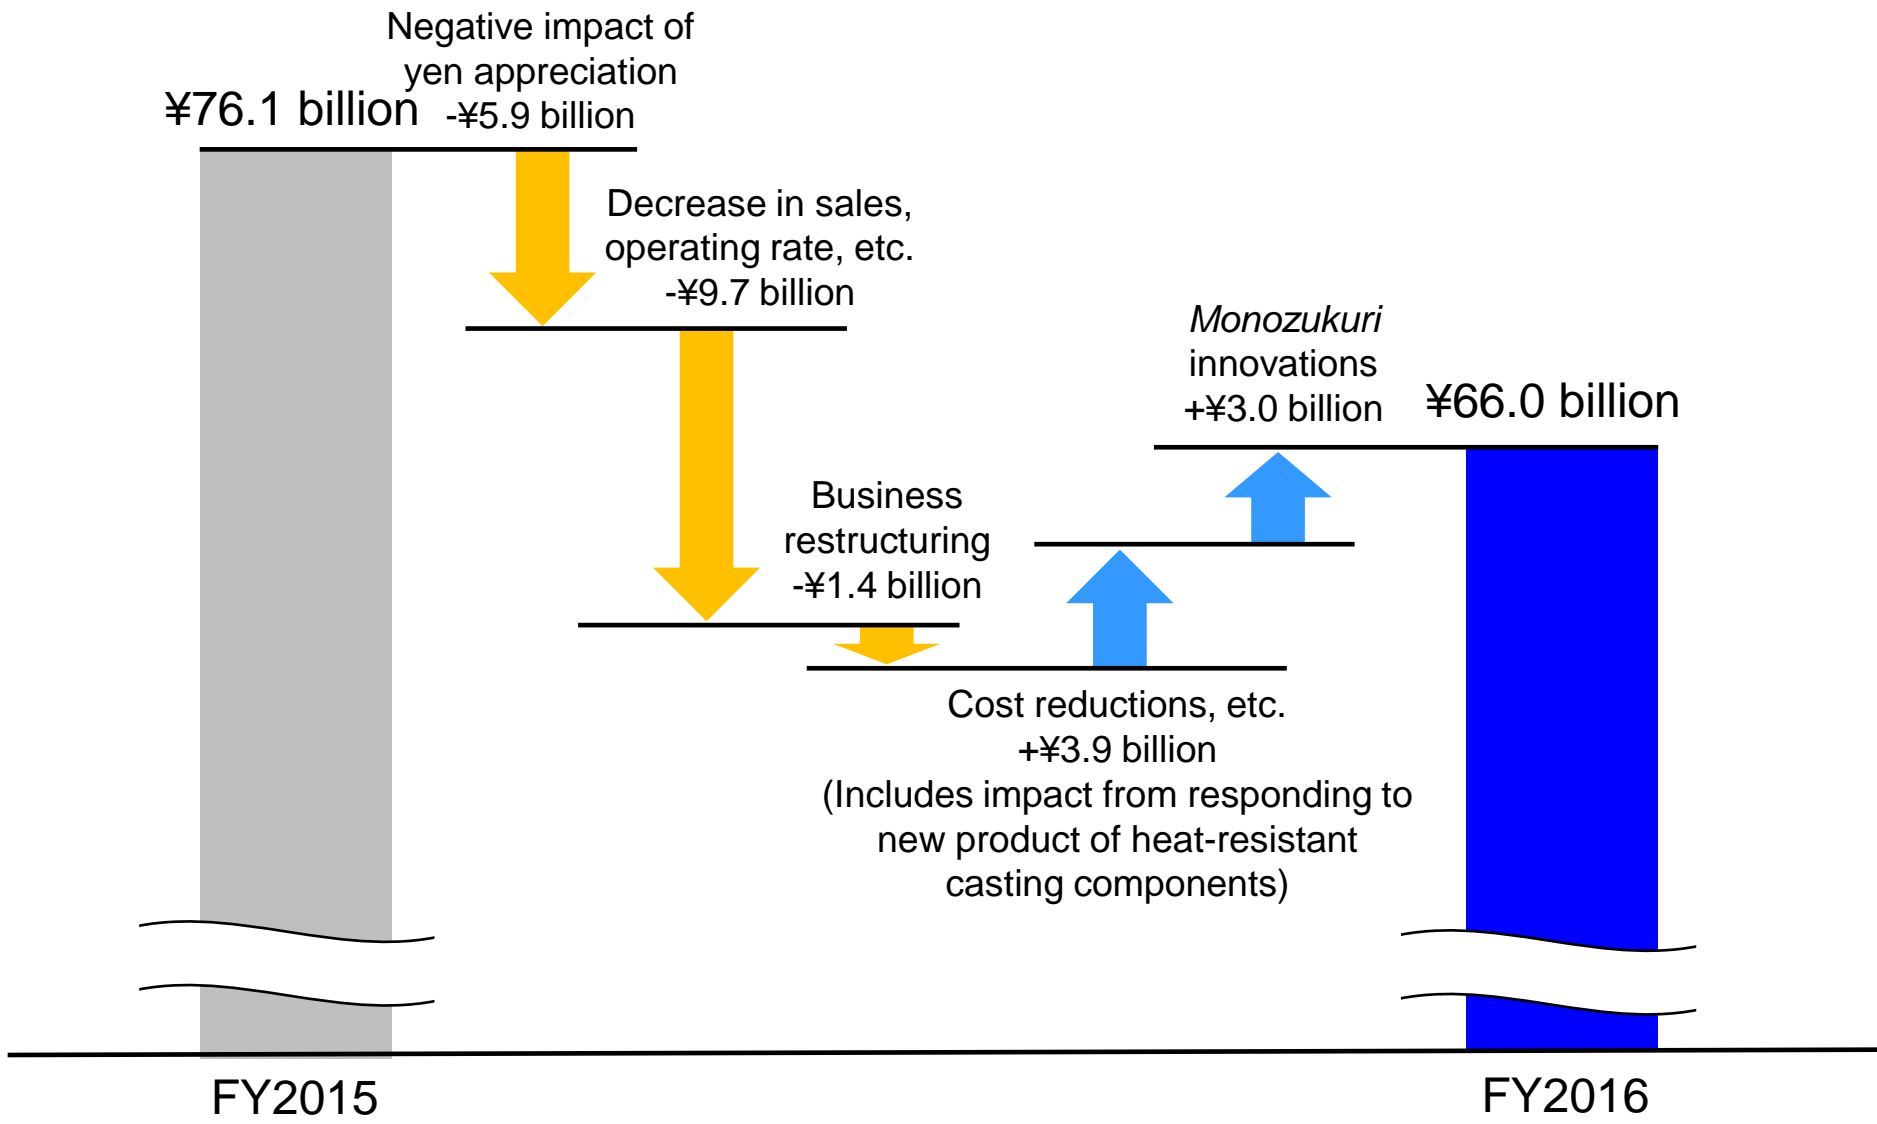 Negative impact of
yen appreciation
-¥5.9 billion
¥76.1 billion
Decrease in sales,
operating rate, etc.
-¥9.7 billion
Business
restructuring
-¥1.4 billion
Cost reductions, etc.
+¥3.9 billion
(Includes impact from responding to
new product of heat-resistant
casting components)
Monozukuri
innovations
+¥3.0 billion
¥66.0 billion
FY2015
FY2016